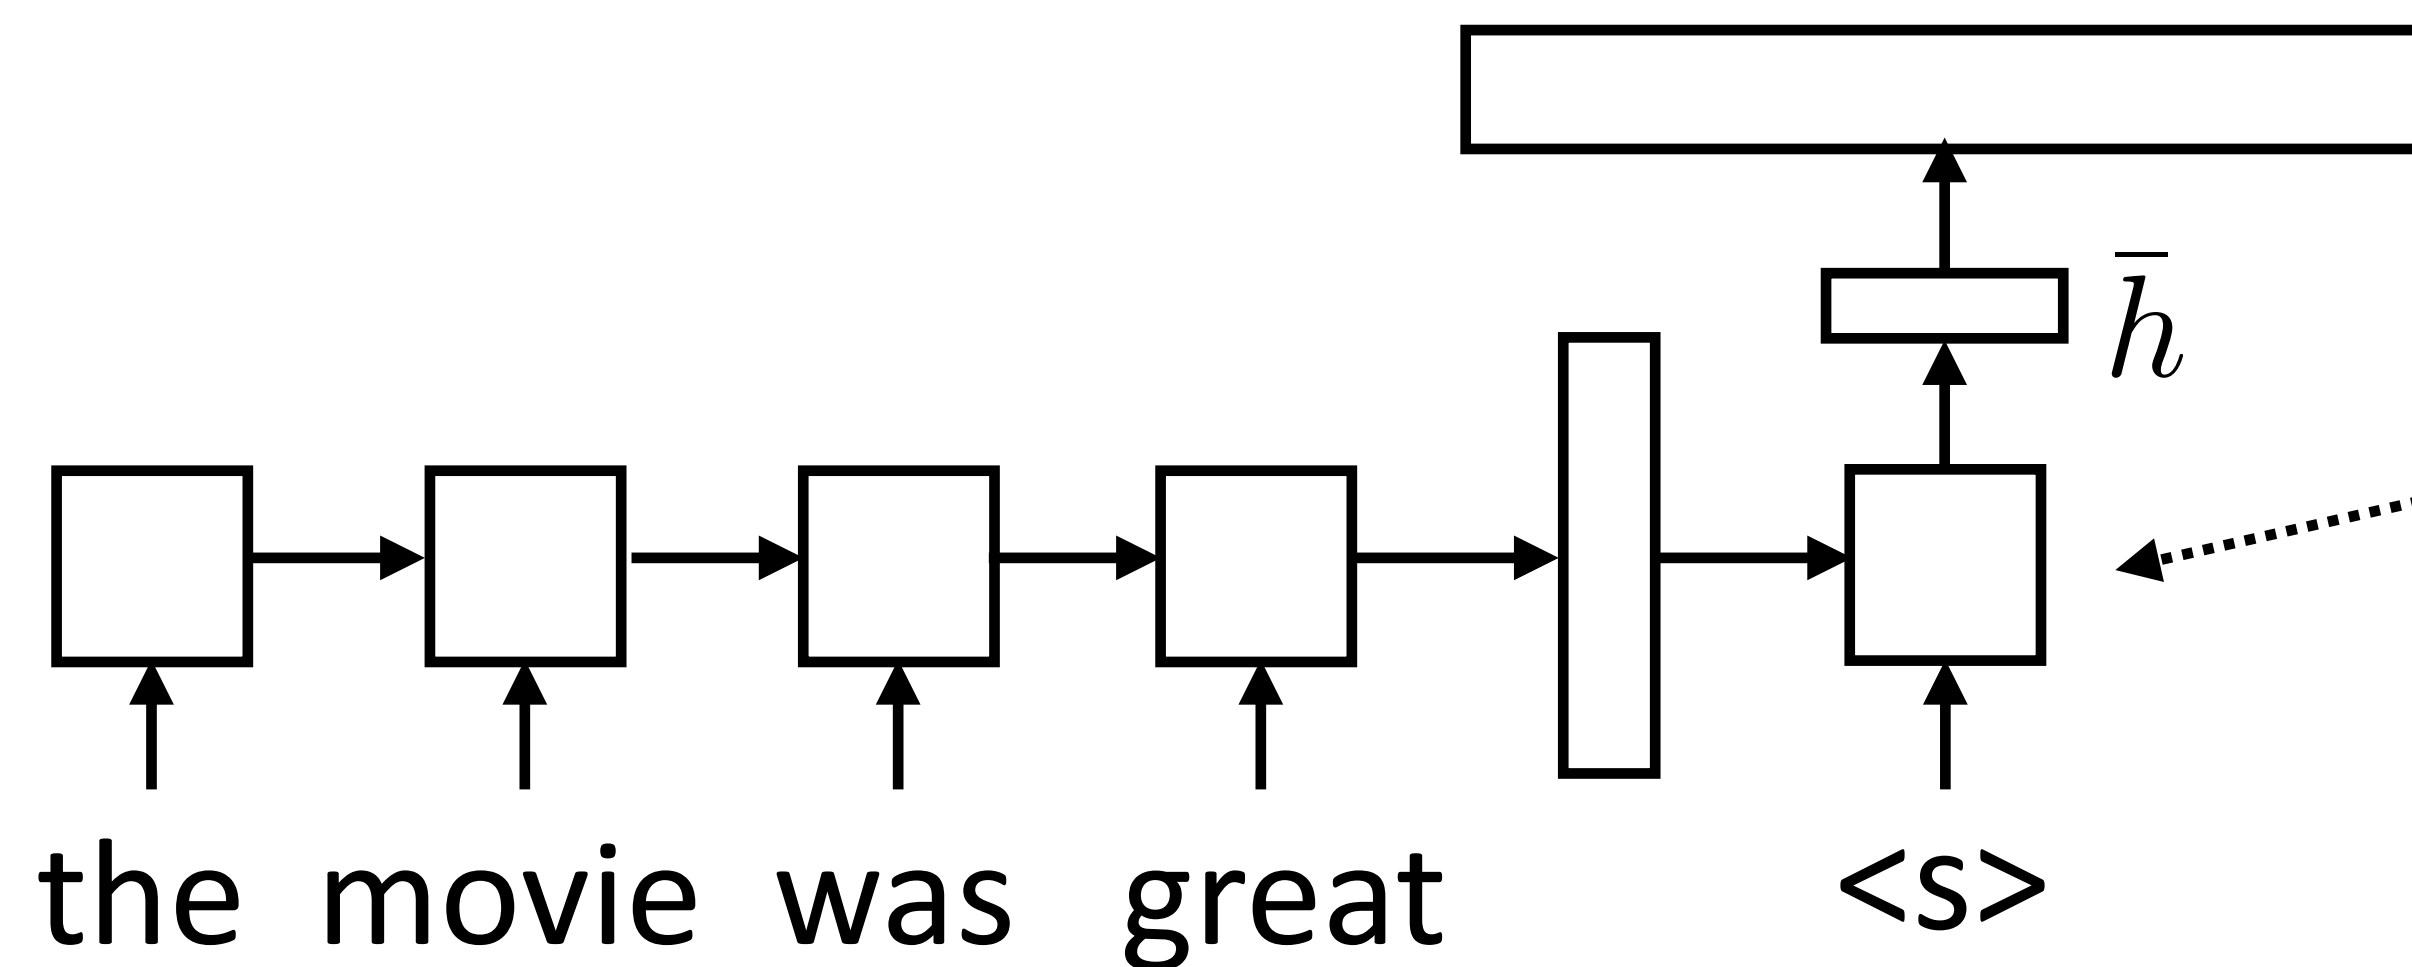 h̄
the movie was great <s>